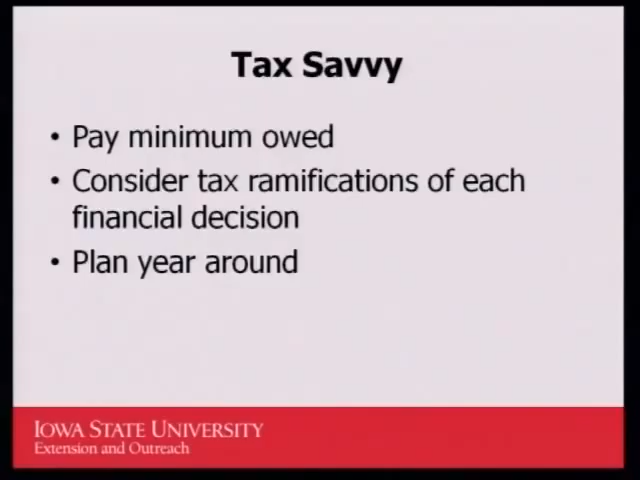 Tax Savvy
• Pay minimum owed
• Consider tax ramifications of each
financial decision
• Plan year around
IOWA STATE UNIVERSITY
Extension and Outreach